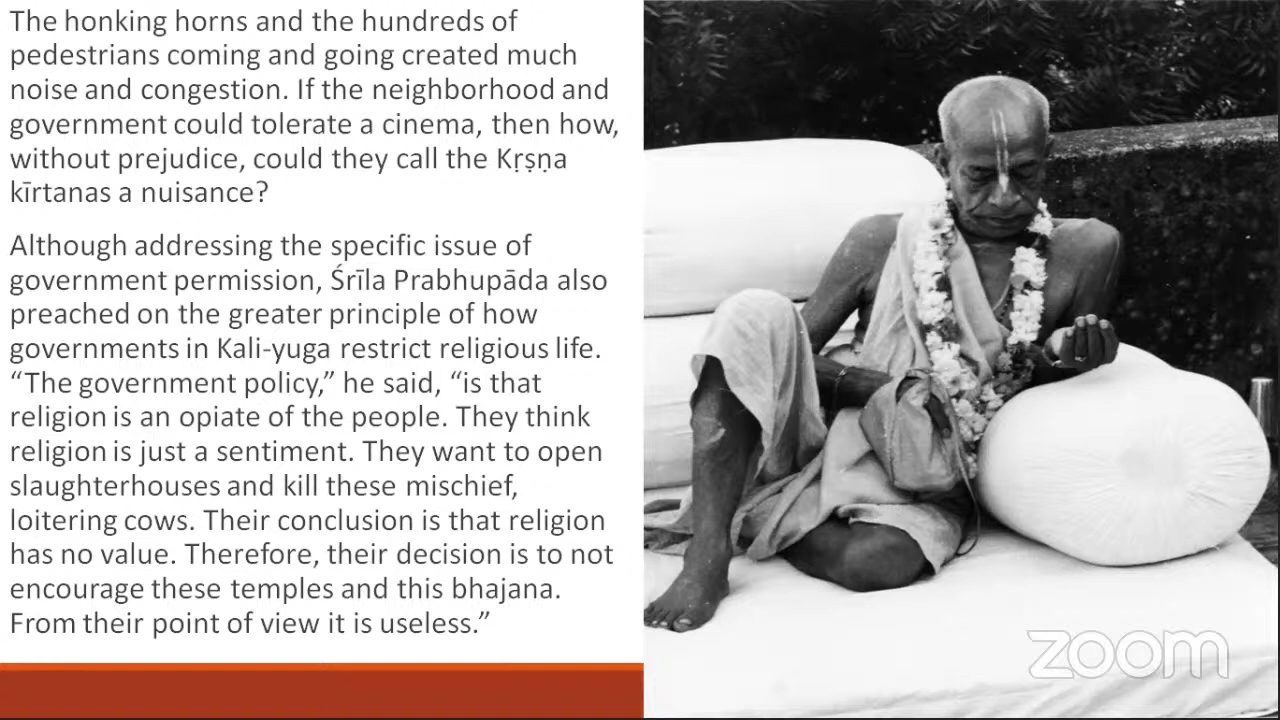 The honking horns and the hundreds of
pedestrians coming and going created much
noise and congestion. If the neighborhood and
government could tolerate a cinema, then how,
without prejudice, could they call the Kṛṣṇa
kīrtanas a nuisance?
Although addressing the specific issue of
government permission, Śrīla Prabhupāda also
preached on the greater principle of how
governments in Kali-yuga restrict religious life.
“The government policy,” he said, “is that
religion is an opiate of the people. They think
religion is just a sentiment. They want to open
slaughterhouses and kill these mischief,
loitering cows. Their conclusion is that religion
has no value. Therefore, their decision is to not
encourage these temples and this bhajana.
From their point of view it is useless.”
zoom